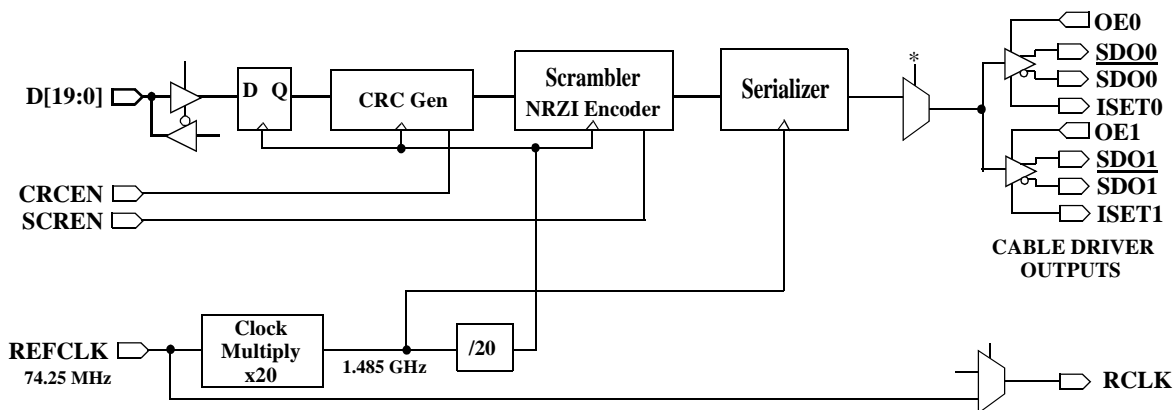 D[19:0]
D Q
CRC Gen
Scrambler
NRZI Encoder
Serializer
*
OE0
SDO0
SDO0
ISET0
OE1
SDO1
SDO1
ISET1
CABLE DRIVER
OUTPUTS
CRCEN
SCREN
REFCLK
74.25 MHz
Clock
Multiply
x20
1.485 GHz
/20
RCLK